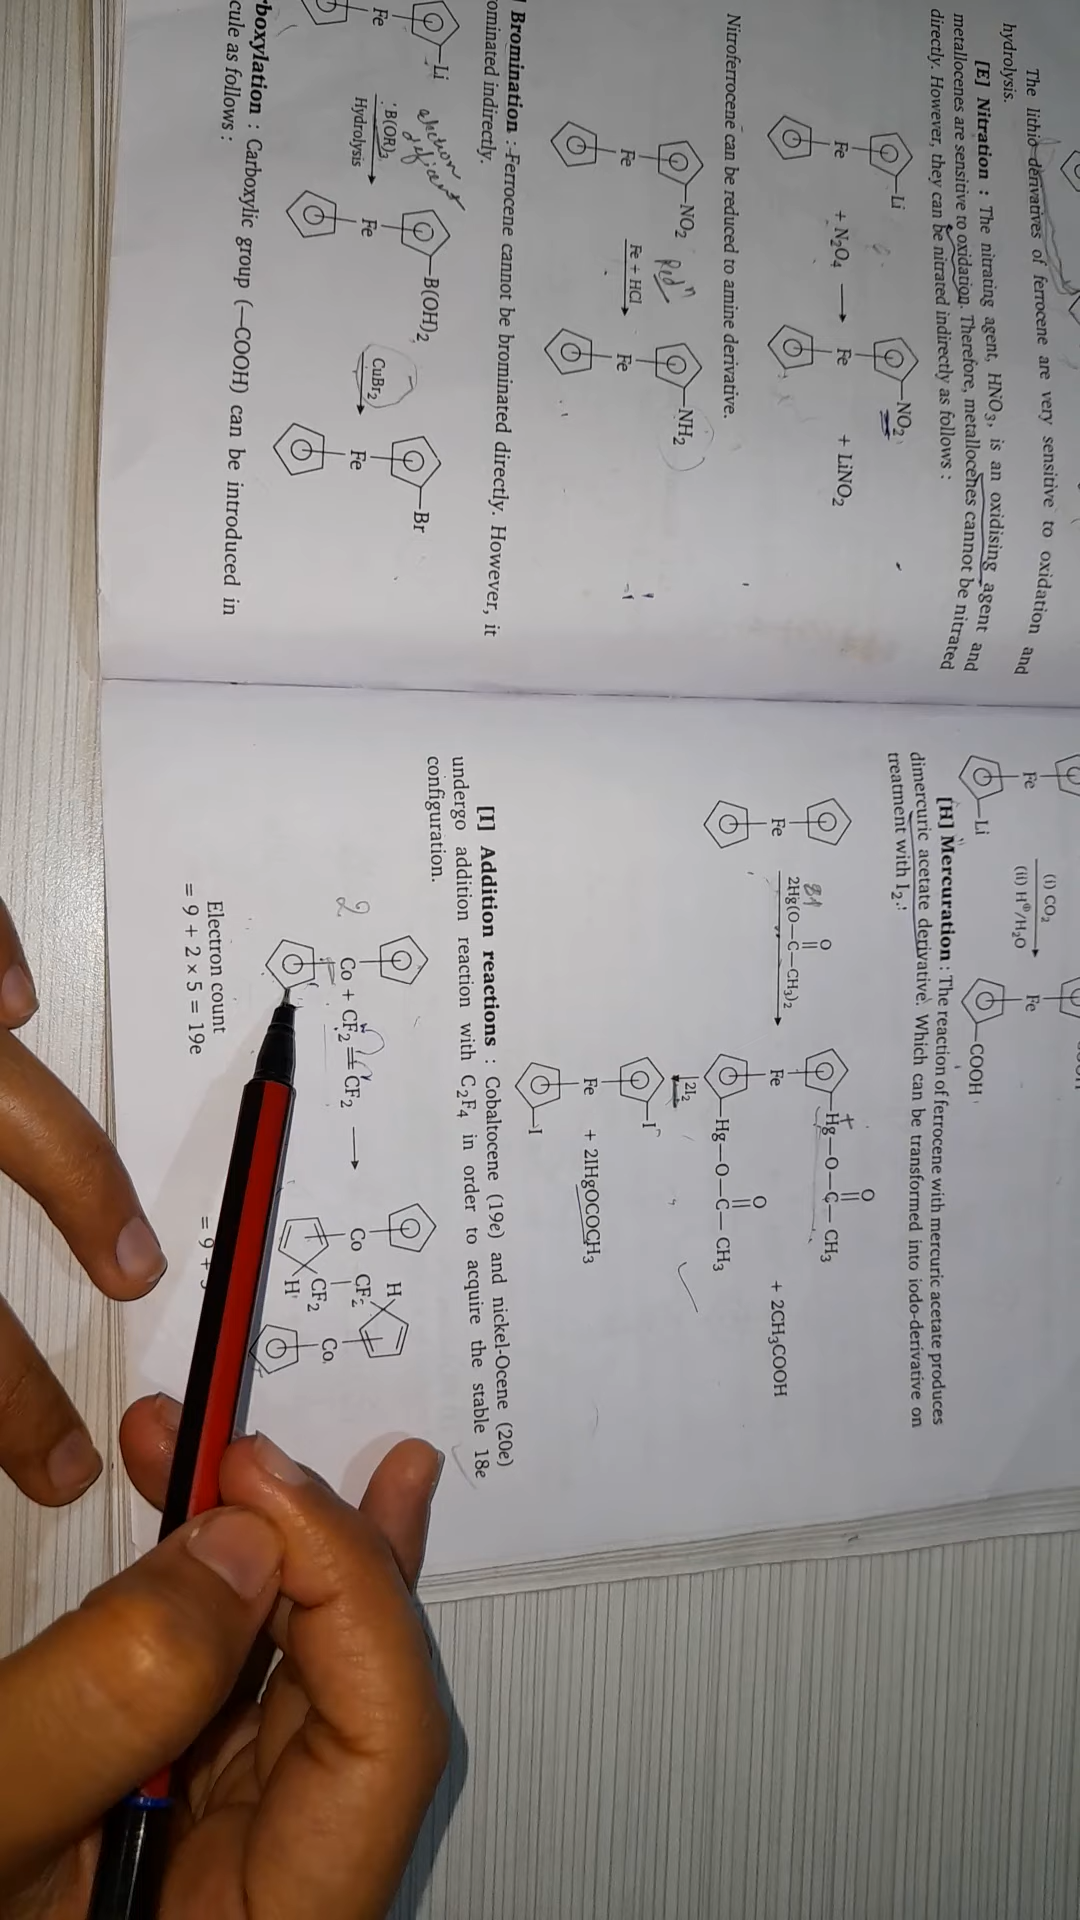 The lithio derivatives of ferrocene are very sensitive to oxidation and
hydrolysis.
[E] Nitration : The nitrating agent, HNO3, is an oxidising agent and
metallocenes are sensitive to oxidation. Therefore, metallocenes cannot be nitrated
directly. However, they can be nitrated indirectly as follows :
Li NO2
Fe + N2O4 → Fe + LiNO2
Nitroferrocene can be reduced to amine derivative.
NO2 Redn NH2
Fe Fe + HCl Fe
Bromination : Ferrocene cannot be brominated directly. However, it
ominated indirectly.
Li B(OH)2 CuBr2 Br
Fe B(OR)3 Fe Fe
Hydrolysis
rboxylation : Carboxylic group (—COOH) can be introduced in
cule as follows :
Fe (i) CO2 Fe
(ii) H⊕/H2O
Li COOH
[H] Mercuration : The reaction of ferrocene with mercuric acetate produces
dimercuric acetate derivative. Which can be transformed into iodo-derivative on
treatment with I2.
O O
Hg—O—C—CH3
Fe 2Hg(O—C—CH3)2 Fe + 2CH3COOH
O
Hg—O—C—CH3
2I2
I
Fe + 2IHgOCOCH3
I
[I] Addition reactions : Cobaltocene (19e) and nickel-Ocene (20e)
undergo addition reaction with C2F4 in order to acquire the stable 18e
configuration.
H
2 Co + CF2=CF2 → Co CF2
CF2 Co
H
Electron count
= 9 + 2 × 5 = 19e = 9 +